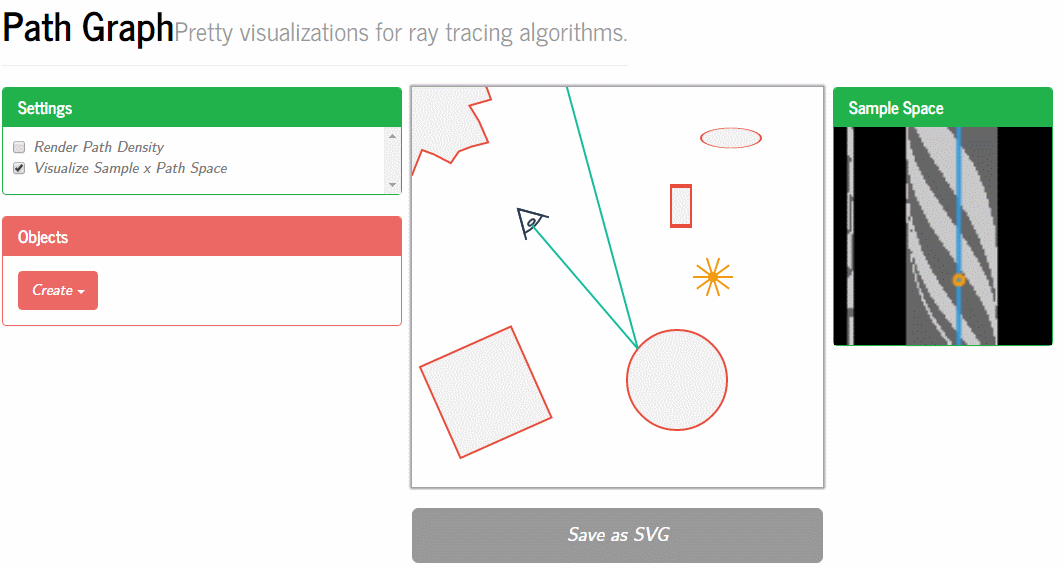 Path Graph Pretty visualizations for ray tracing algorithms.
Settings
Render Path Density
Visualize Sample x Path Space
Objects
Create
Sample Space
Save as SVG